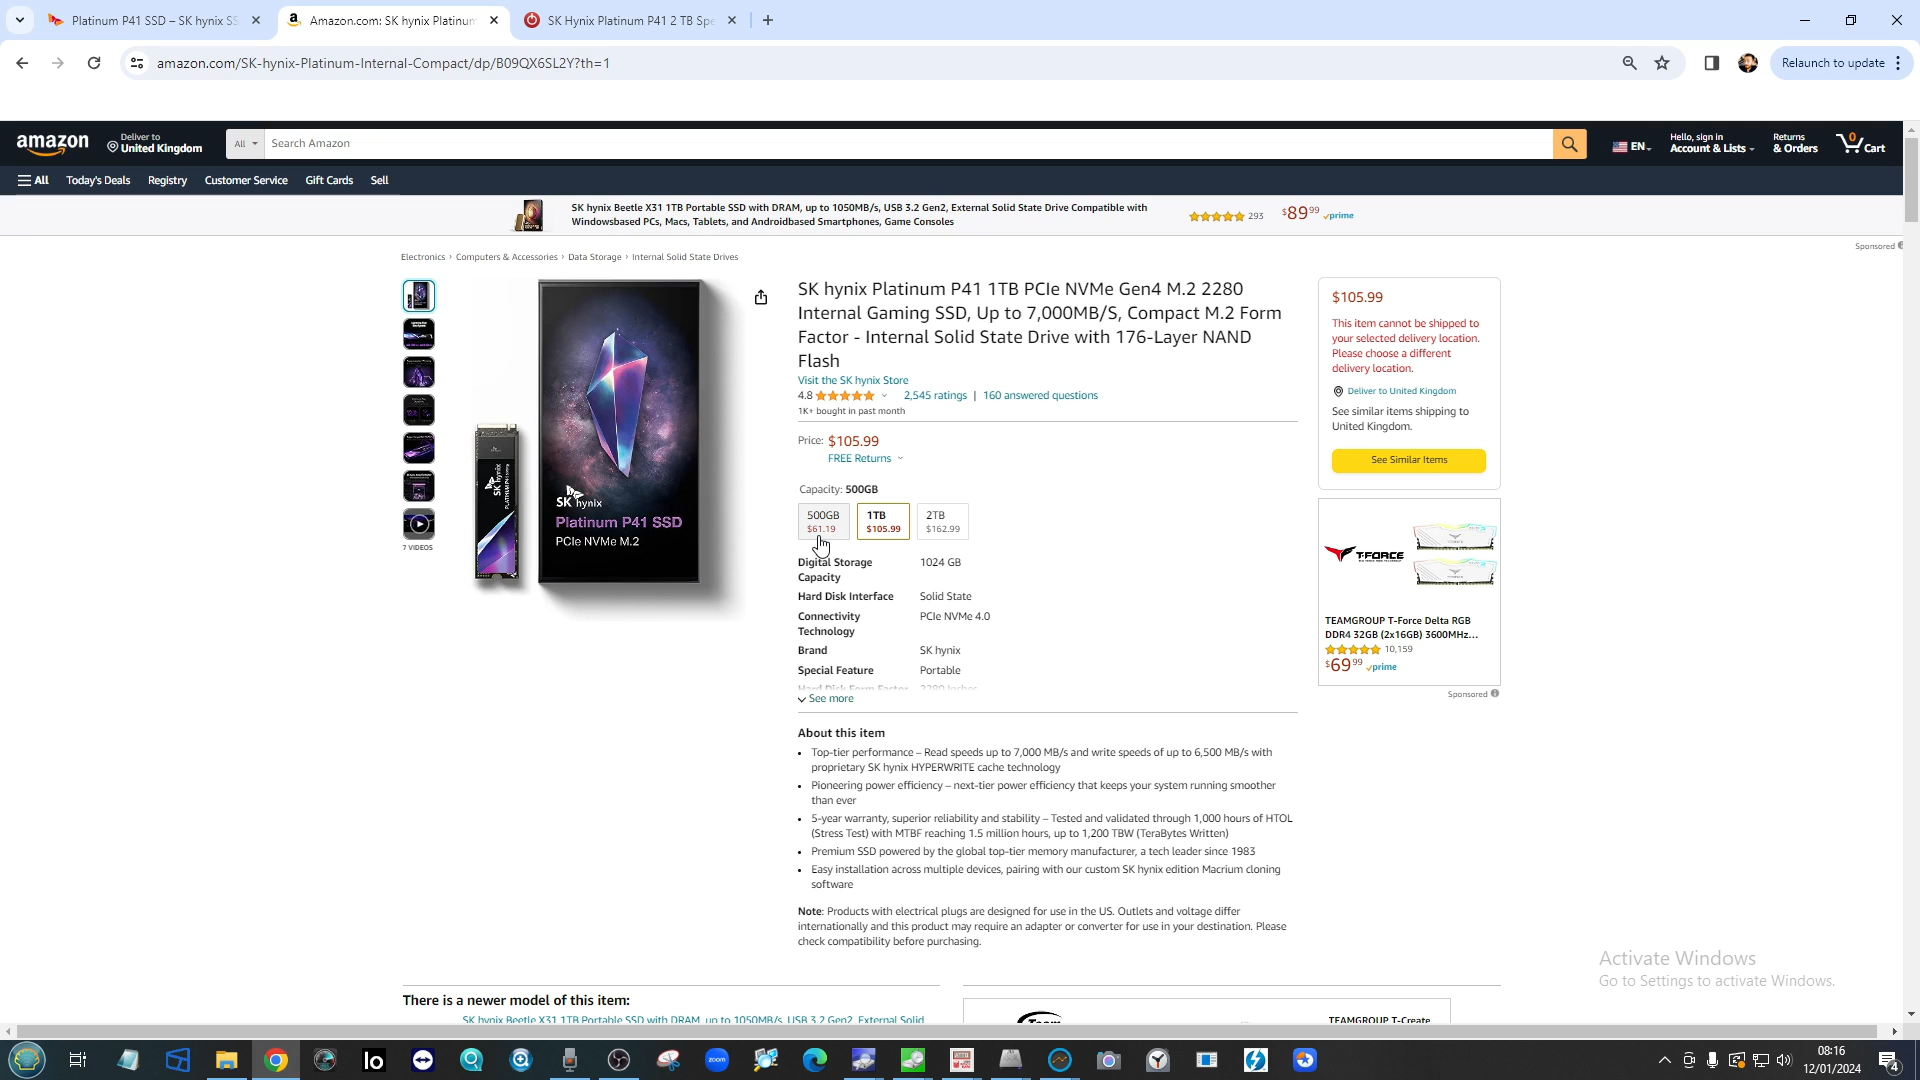 Platinum P41 SSD – SK hynix SS
Amazon.com: SK hynix Platinum
SK Hynix Platinum P41 2 TB Spe
amazon.com/SK-hynix-Platinum-Internal-Compact/dp/B09QX6SL2Y?th=1
Relaunch to update
amazon
Deliver to
United Kingdom
All
Search Amazon
EN
Hello, sign in
Account & Lists
Returns
& Orders
0
Cart
All
Today's Deals
Registry
Customer Service
Gift Cards
Sell
SK hynix Beetle X31 1TB Portable SSD with DRAM, up to 1050MB/s, USB 3.2 Gen2, External Solid State Drive Compatible with
Windowsbased PCs, Macs, Tablets, and Androidbased Smartphones, Game Consoles
293
$89 99
prime
Sponsored
Electronics › Computers & Accessories › Data Storage › Internal Solid State Drives
7 VIDEOS
SK hynix
PLATINUM P41
SK hynix
Platinum P41 SSD
PCIe NVMe M.2
SK hynix Platinum P41 1TB PCIe NVMe Gen4 M.2 2280
Internal Gaming SSD, Up to 7,000MB/S, Compact M.2 Form
Factor - Internal Solid State Drive with 176-Layer NAND
Flash
Visit the SK hynix Store
4.8
2,545 ratings | 160 answered questions
1K+ bought in past month
Price: $105.99
FREE Returns
Capacity: 500GB
500GB
$61.19
1TB
$105.99
2TB
$162.99
Digital Storage
Capacity
1024 GB
Hard Disk Interface
Solid State
Connectivity
Technology
PCIe NVMe 4.0
Brand
SK hynix
Special Feature
Portable
Hard Disk Form Factor
2280 Inches
See more
About this item
• Top-tier performance – Read speeds up to 7,000 MB/s and write speeds of up to 6,500 MB/s with
proprietary SK hynix HYPERWRITE cache technology
• Pioneering power efficiency – next-tier power efficiency that keeps your system running smoother
than ever
• 5-year warranty, superior reliability and stability – Tested and validated through 1,000 hours of HTOL
(Stress Test) with MTBF reaching 1.5 million hours, up to 1,200 TBW (TeraBytes Written)
• Premium SSD powered by the global top-tier memory manufacturer, a tech leader since 1983
• Easy installation across multiple devices, pairing with our custom SK hynix edition Macrium cloning
software
Note: Products with electrical plugs are designed for use in the US. Outlets and voltage differ
internationally and this product may require an adapter or converter for use in your destination. Please
check compatibility before purchasing.
$105.99
This item cannot be shipped to
your selected delivery location.
Please choose a different
delivery location.
Deliver to United Kingdom
See similar items shipping to
United Kingdom.
See Similar Items
T-FORCE
TEAMGROUP T-Force Delta RGB
DDR4 32GB (2x16GB) 3600MHz...
10,159
$69 99
prime
Sponsored
There is a newer model of this item:
SK hynix Beetle X31 1TB Portable SSD with DRAM, up to 1050MB/s, USB 3.2 Gen2, External Solid
TEAMGROUP T-Create
Activate Windows
Go to Settings to activate Windows.
Io
zoom
08:16
12/01/2024
4